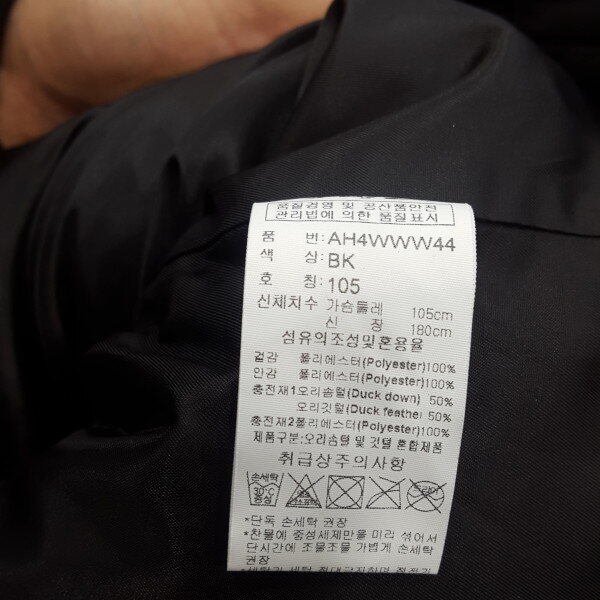 품질경영 및 공산품안전
관리법에 의한 품질표시
품 번: AH4WWW44
색 상: BK
호 칭: 105
신체치수 가슴둘레 105cm
신 장 180cm
섬유의조성및혼용율
겉감 폴리에스터(Polyester)100%
안감 폴리에스터(Polyester)100%
충전재1오리솜털(Duck down) 50%
오리깃털(Duck feathe) 50%
충전재2폴리에스터(Polyester)100%
제품구분:오리솜털 및 깃털 혼합제품
취급상주의사항
손세탁
30℃
중성
드라이
*단독 손세탁 권장
*찬물에 중성세제만을 미리 섞어서
단시간에 조물조물 가볍게 손세탁
권장